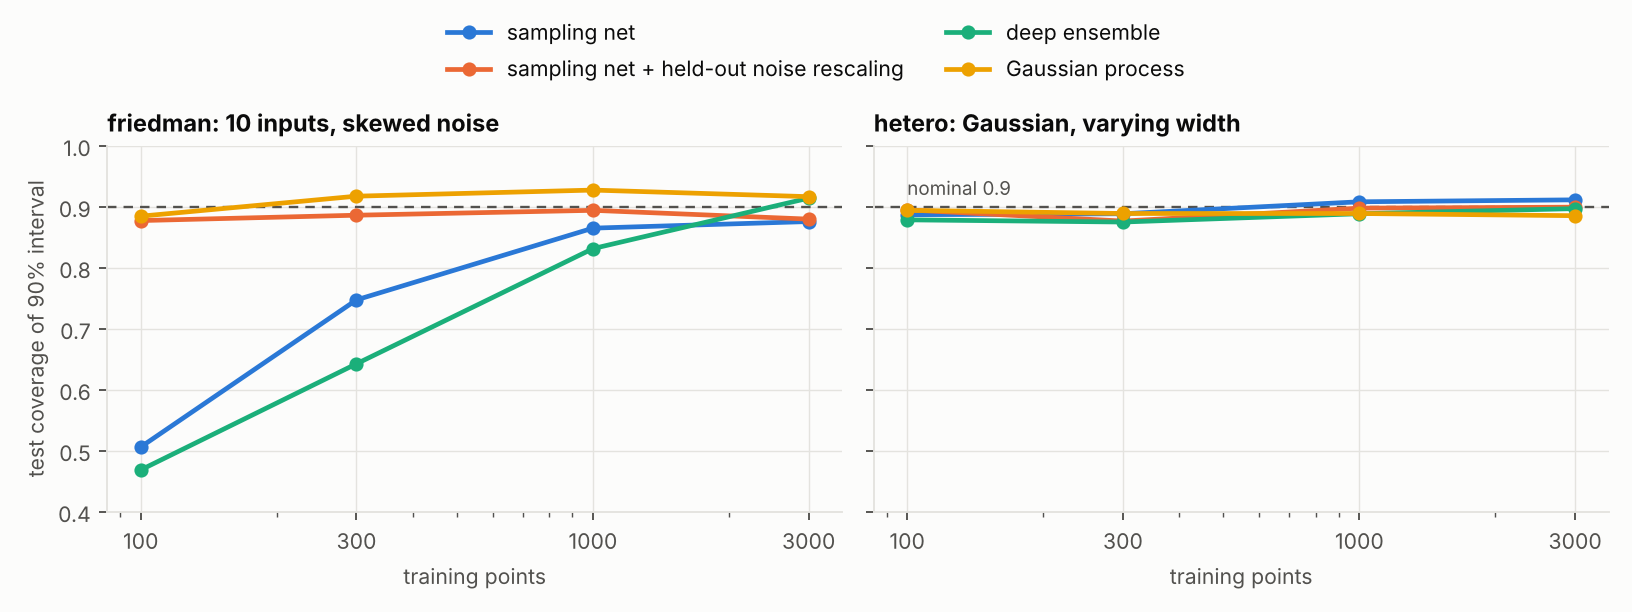 sampling net
deep ensemble
sampling net + held-out noise rescaling
Gaussian process
friedman: 10 inputs, skewed noise
hetero: Gaussian, varying width
test coverage of 90% interval
1.0
0.9
0.8
0.7
0.6
0.5
0.4
nominal 0.9
100
300
1000
3000
100
300
1000
3000
training points
training points